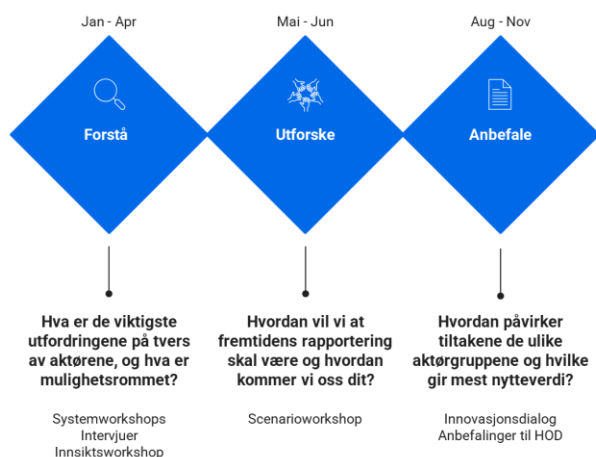 Jan - Apr
Mai - Jun
Aug - Nov
Forstå
Utforske
Anbefale
Hva er de viktigste
utfordringene på tvers
av aktørene, og hva er
mulighetsrommet?
Hvordan vil vi at
fremtidens rapportering
skal være og hvordan
kommer vi oss dit?
Hvordan påvirker
tiltakene de ulike
aktørgruppene og hvilke
gir mest nytteverdi?
Systemworkshops
Intervjuer
Innsiktsworkshop
Scenarioworkshop
Innovasjonsdialog
Anbefalinger til HOD